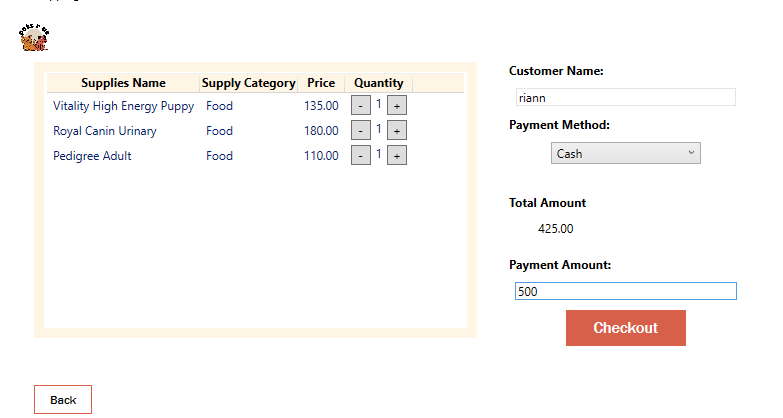 pets r us
Supplies Name Supply Category Price Quantity
Vitality High Energy Puppy Food 135.00 - 1 +
Royal Canin Urinary Food 180.00 - 1 +
Pedigree Adult Food 110.00 - 1 +
Customer Name:
riann
Payment Method:
Cash
Total Amount
425.00
Payment Amount:
500
Checkout
Back